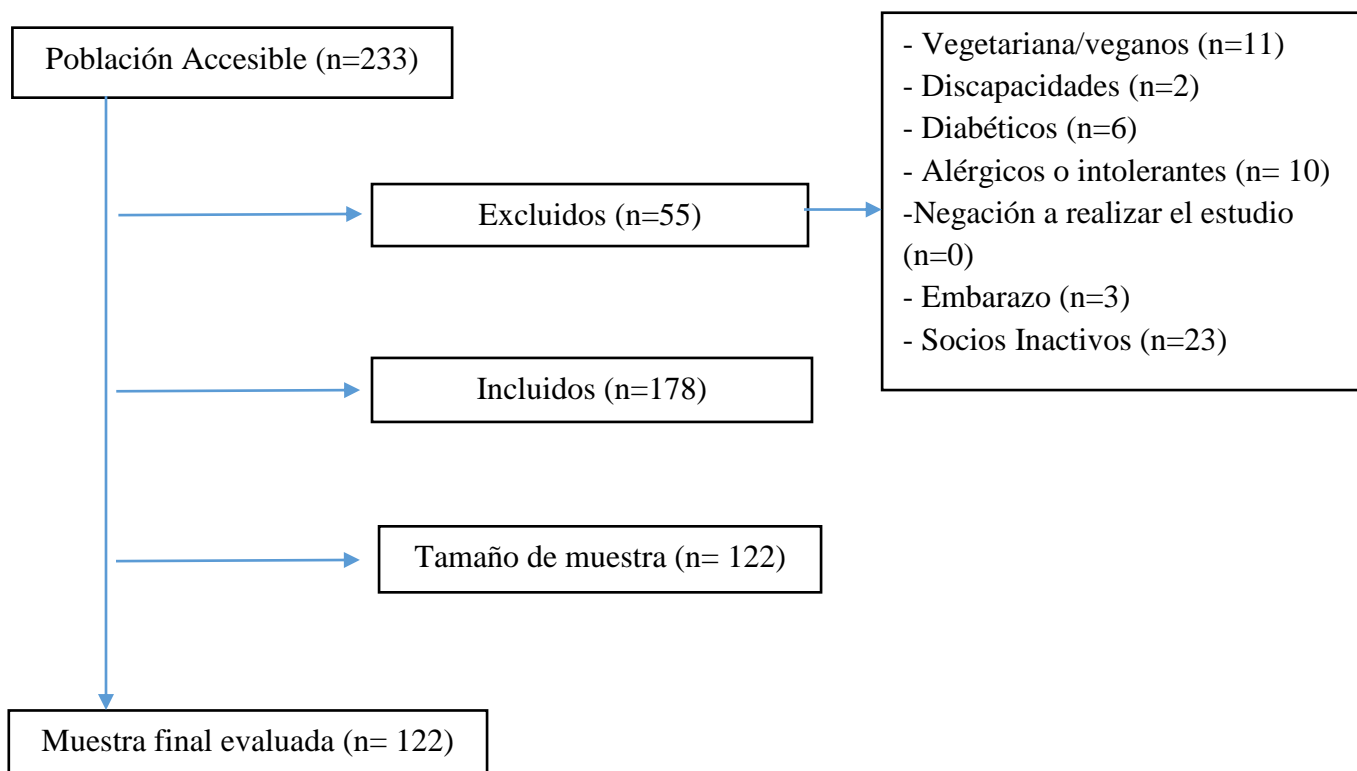 Población Accesible (n=233)
- Vegetariana/veganos (n=11)
- Discapacidades (n=2)
- Diabéticos (n=6)
- Alérgicos o intolerantes (n= 10)
-Negación a realizar el estudio
(n=0)
- Embarazo (n=3)
- Socios Inactivos (n=23)
Excluidos (n=55)
Incluidos (n=178)
Tamaño de muestra (n= 122)
Muestra final evaluada (n= 122)